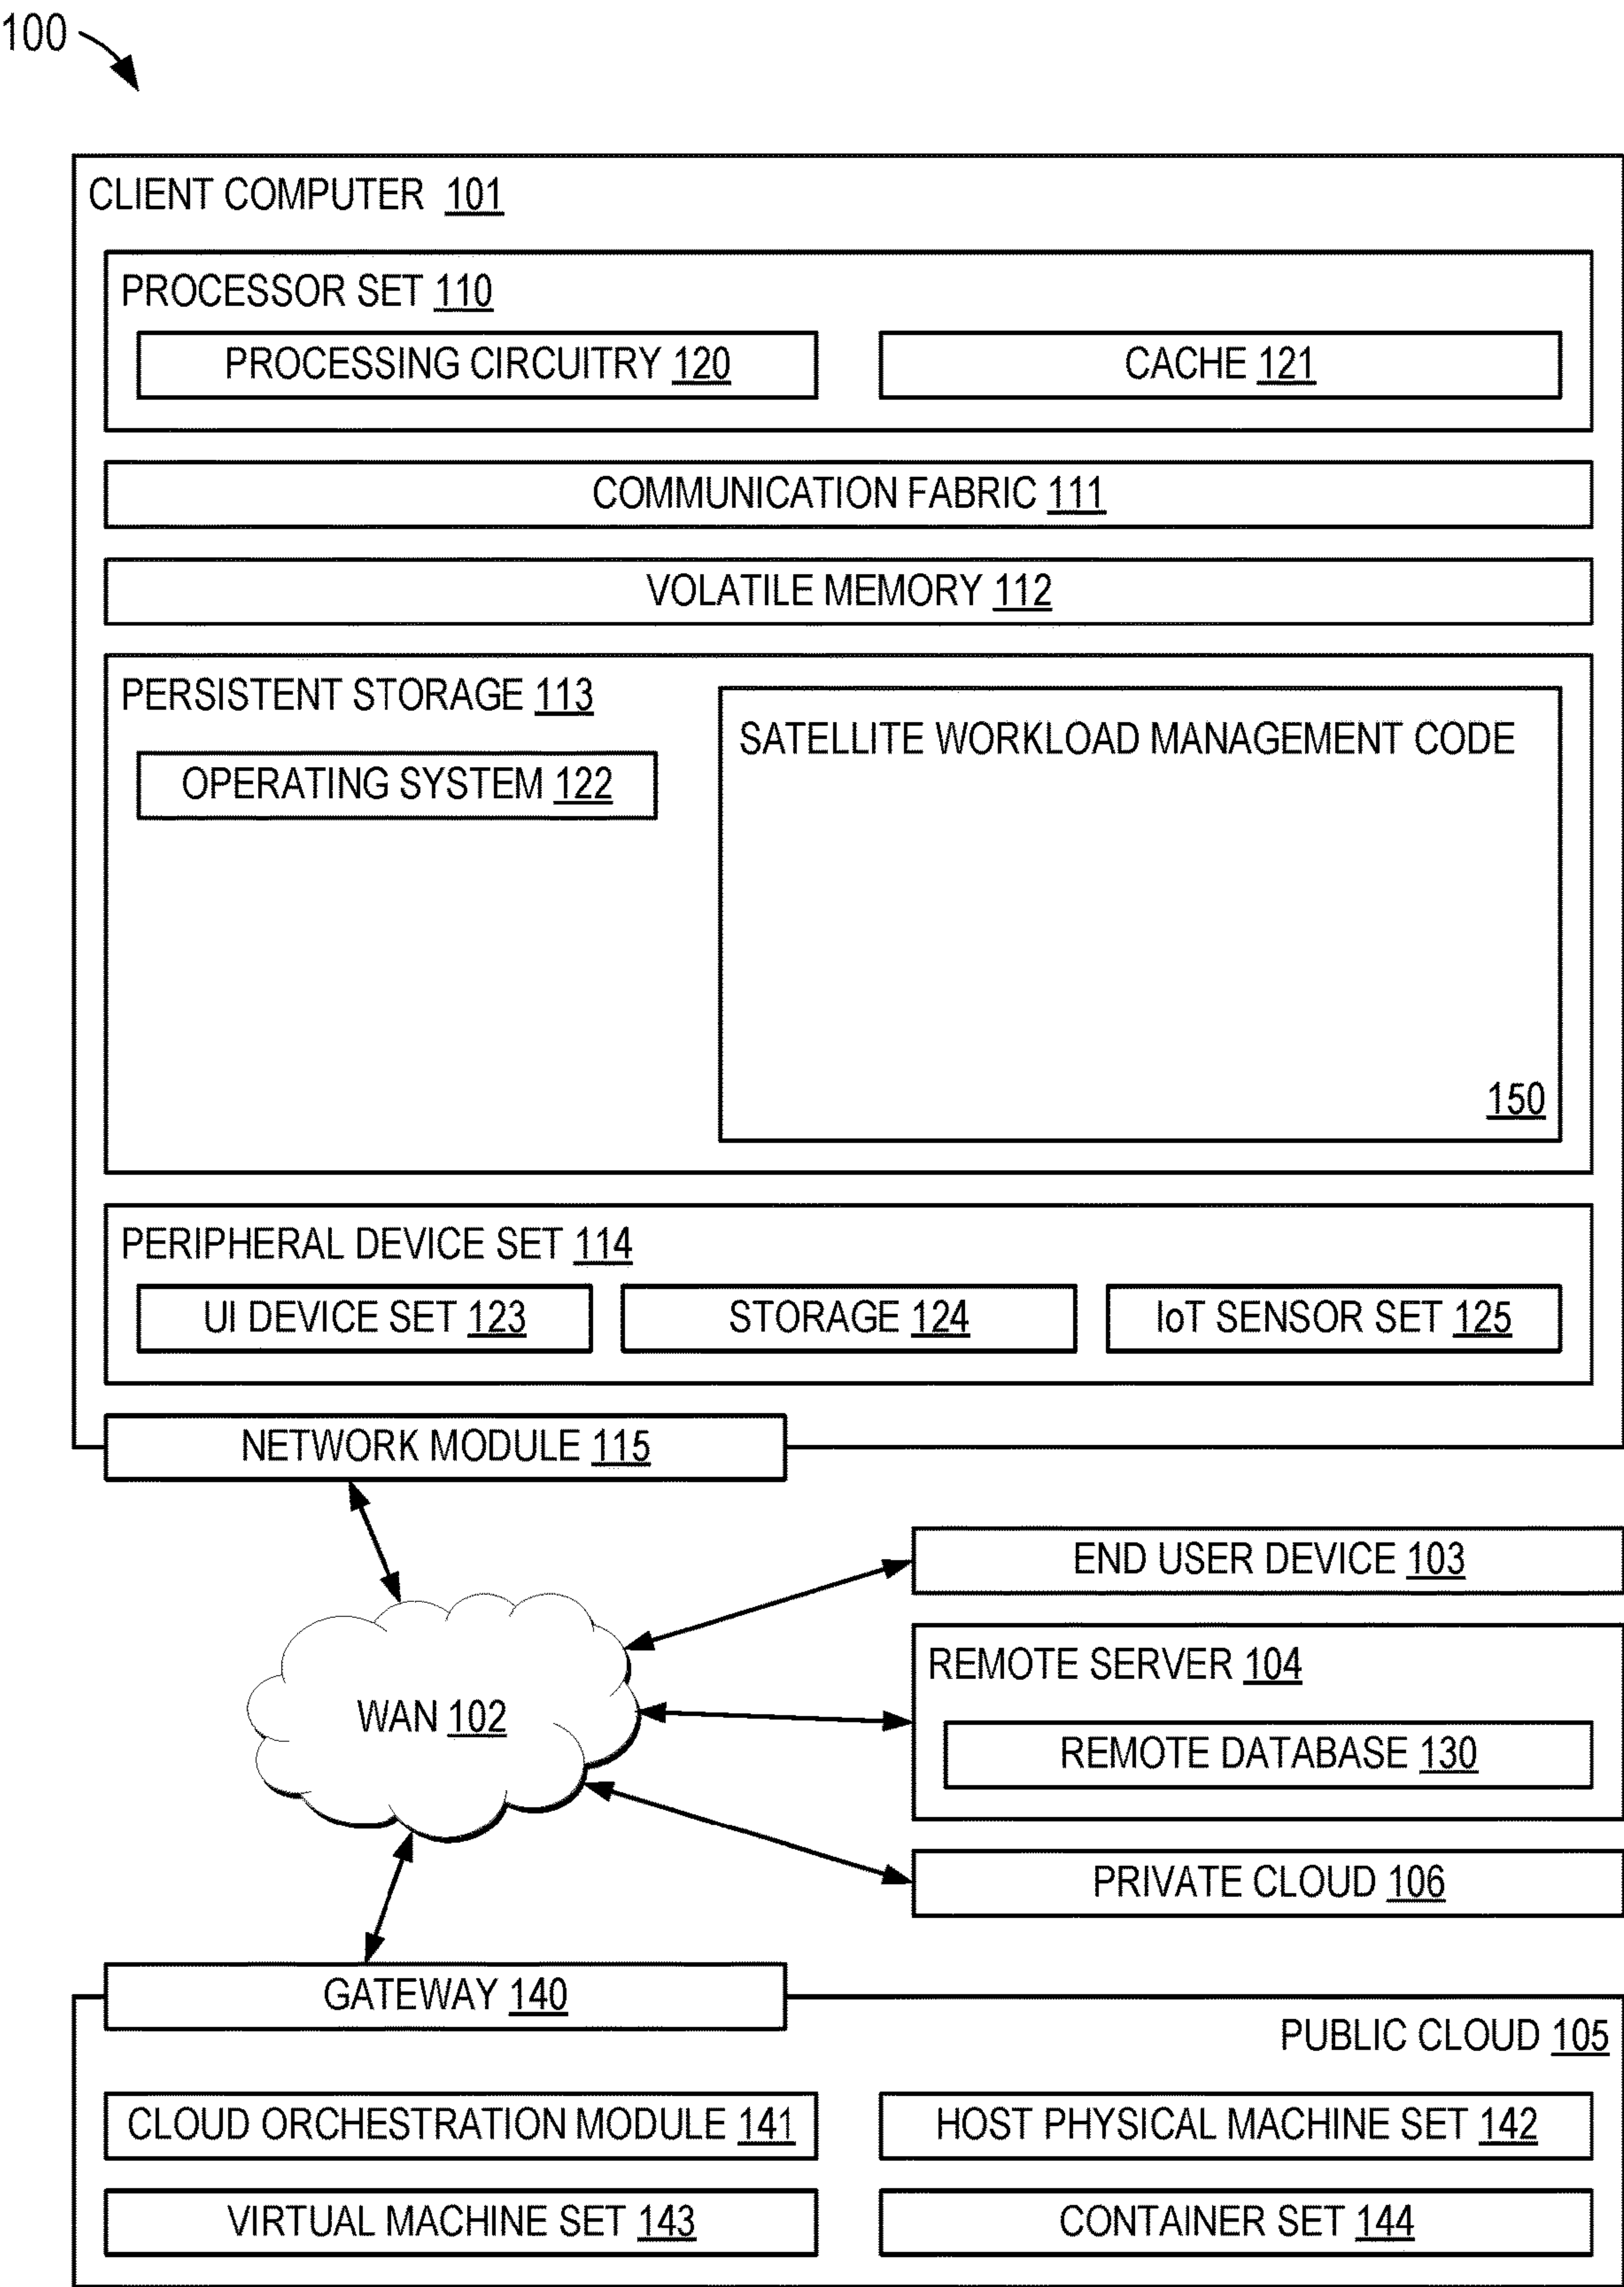 100
CLIENT COMPUTER 101
PROCESSOR SET 110
PROCESSING CIRCUITRY 120
CACHE 121
COMMUNICATION FABRIC 111
VOLATILE MEMORY 112
PERSISTENT STORAGE 113
OPERATING SYSTEM 122
SATELLITE WORKLOAD MANAGEMENT CODE
150
PERIPHERAL DEVICE SET 114
UI DEVICE SET 123
STORAGE 124
IoT SENSOR SET 125
NETWORK MODULE 115
WAN 102
END USER DEVICE 103
REMOTE SERVER 104
REMOTE DATABASE 130
PRIVATE CLOUD 106
GATEWAY 140
PUBLIC CLOUD 105
CLOUD ORCHESTRATION MODULE 141
HOST PHYSICAL MACHINE SET 142
VIRTUAL MACHINE SET 143
CONTAINER SET 144